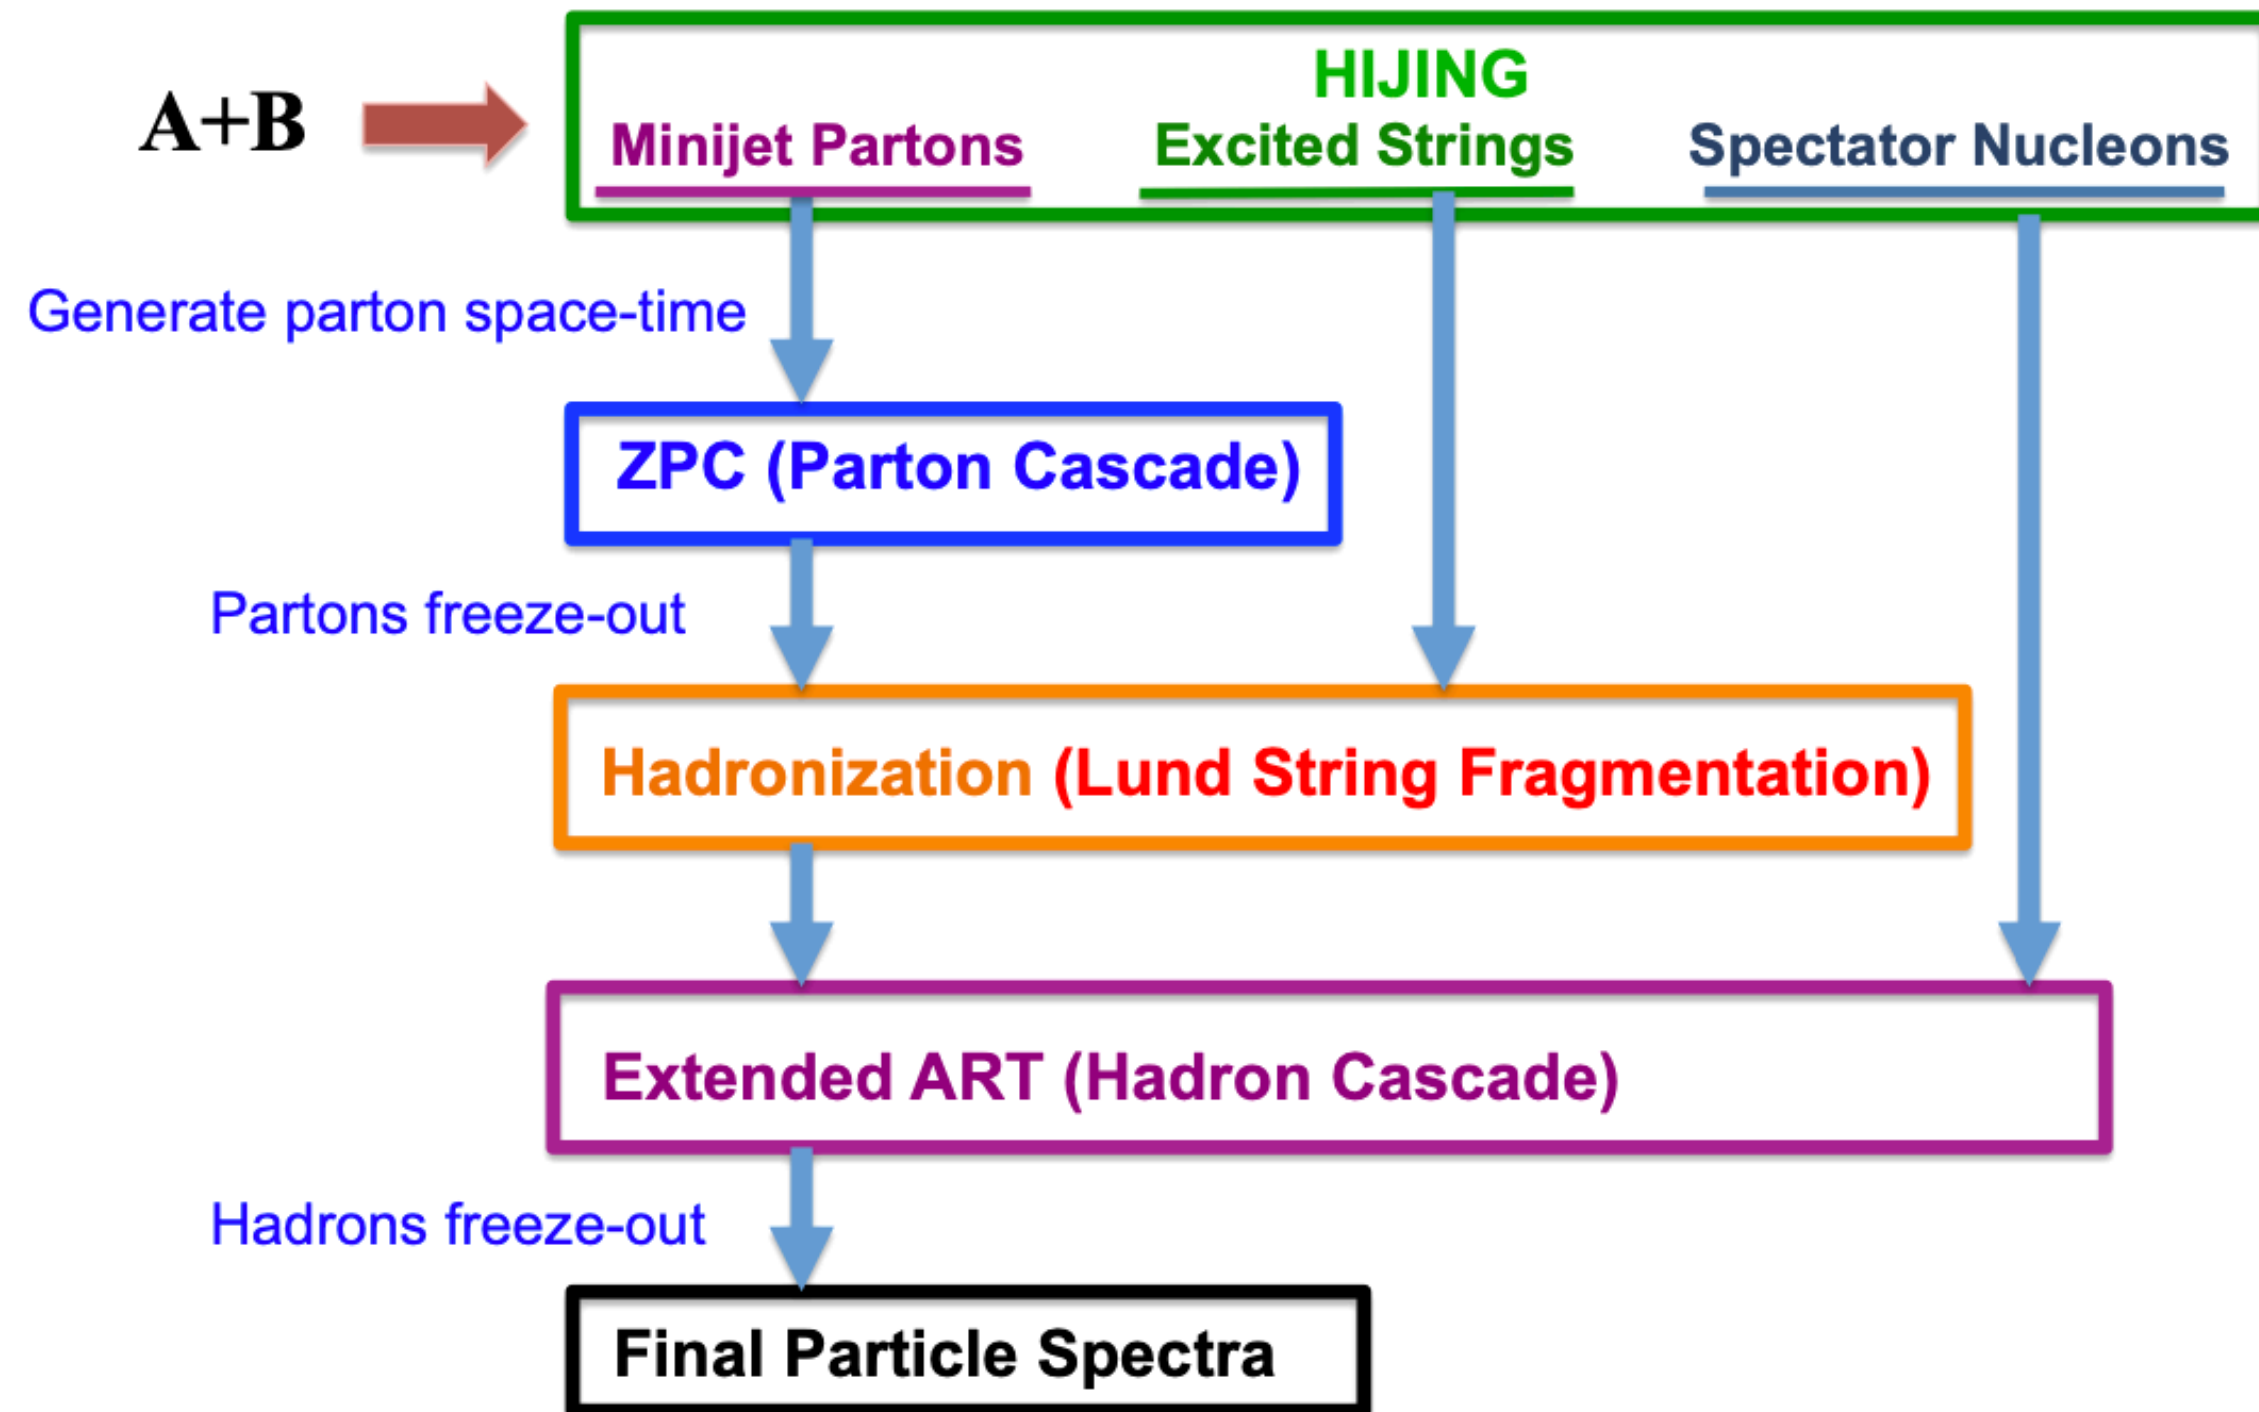 HIJING
A+B
Minijet Partons Excited Strings Spectator Nucleons
Generate parton space-time
ZPC (Parton Cascade)
Partons freeze-out
Hadronization (Lund String Fragmentation)
Extended ART (Hadron Cascade)
Hadrons freeze-out
Final Particle Spectra